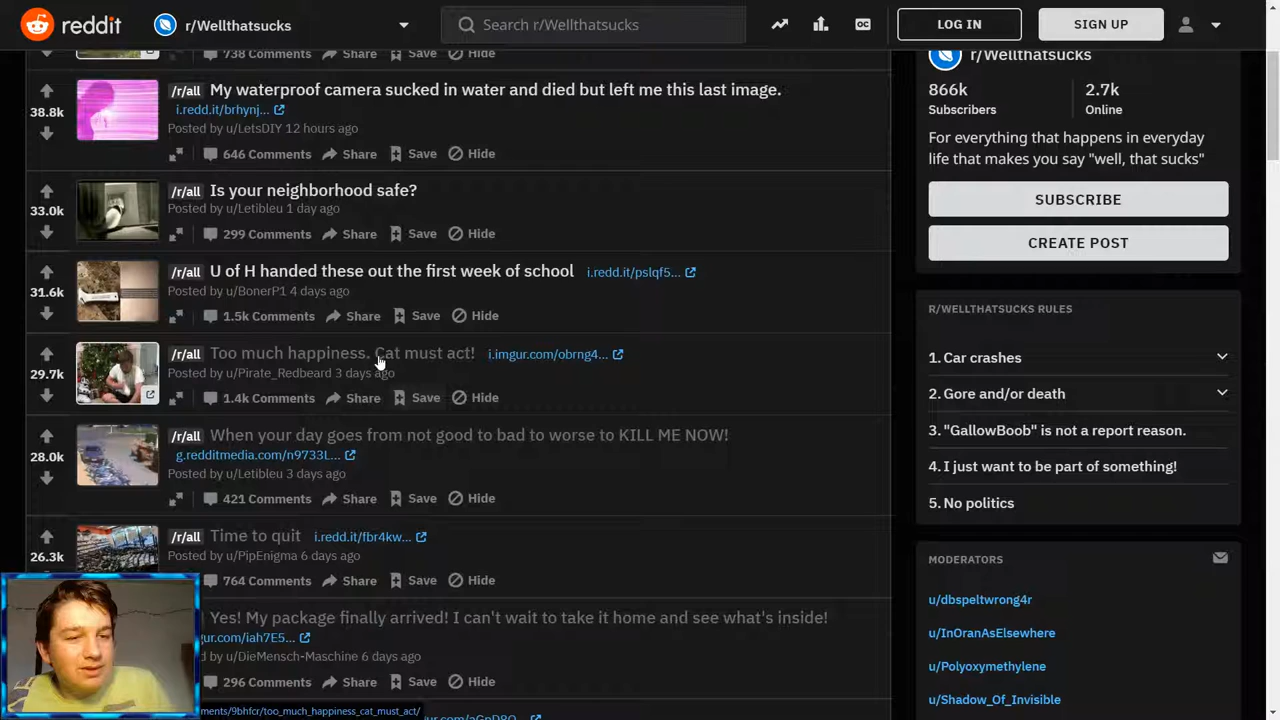 reddit r/Wellthatsucks Search r/Wellthatsucks OC LOG IN SIGN UP
738 Comments Share Save Hide
38.8k
/r/all My waterproof camera sucked in water and died but left me this last image.
i.redd.it/brhynj...
Posted by u/LetsDIY 12 hours ago
646 Comments Share Save Hide
33.0k
/r/all Is your neighborhood safe?
Posted by u/Letibleu 1 day ago
299 Comments Share Save Hide
31.6k
/r/all U of H handed these out the first week of school i.redd.it/pslqf5...
Posted by u/BonerP1 4 days ago
1.5k Comments Share Save Hide
29.7k
/r/all Too much happiness. Cat must act! i.imgur.com/obrng4...
Posted by u/Pirate_Redbeard 3 days ago
1.4k Comments Share Save Hide
28.0k
/r/all When your day goes from not good to bad to worse to KILL ME NOW!
g.redditmedia.com/n9733L...
Posted by u/Letibleu 3 days ago
421 Comments Share Save Hide
26.3k
/r/all Time to quit i.redd.it/fbr4kw...
Posted by u/PipEnigma 6 days ago
764 Comments Share Save Hide
Yes! My package finally arrived! I can't wait to take it home and see what's inside!
gur.com/iah7E5...
d by u/DieMensch-Maschine 6 days ago
296 Comments Share Save Hide
ments/9bhfcr/too_much_happiness_cat_must_act/
r/Wellthatsucks
866k 2.7k
Subscribers Online
For everything that happens in everyday
life that makes you say "well, that sucks"
SUBSCRIBE
CREATE POST
R/WELLTHATSUCKS RULES
1. Car crashes
2. Gore and/or death
3. "GallowBoob" is not a report reason.
4. I just want to be part of something!
5. No politics
MODERATORS
u/dbspeltwrong4r
u/InOranAsElsewhere
u/Polyoxymethylene
u/Shadow_Of_Invisible